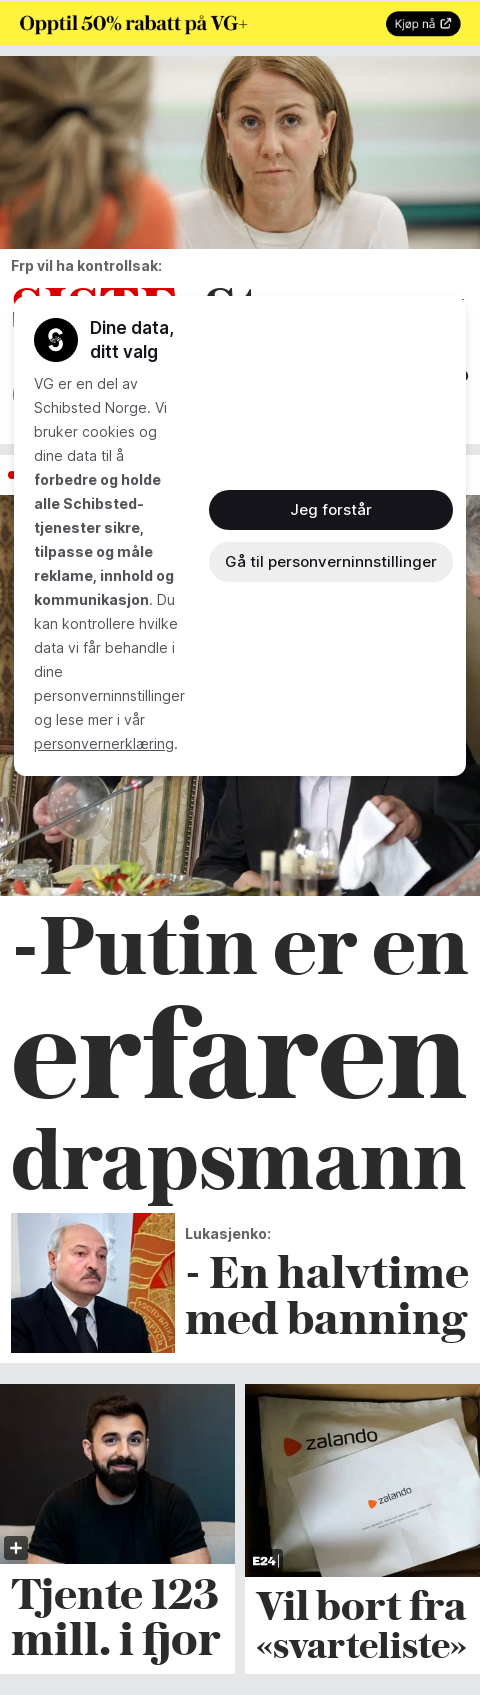 Opptil 50% rabatt på VG+
Kjøp nå
Frp vil ha kontrollsak:
Dine data,
ditt valg
VG er en del av
Schibsted Norge. Vi
bruker cookies og
dine data til å
forbedre og holde
alle Schibsted-
tjenester sikre,
tilpasse og måle
reklame, innhold og
kommunikasjon. Du
kan kontrollere hvilke
data vi får behandle i
dine
personverninnstillinger
og lese mer i vår
personvernerklæring.
Jeg forstår
Gå til personverninnstillinger
-Putin er en
erfaren
drapsmann
Lukasjenko:
- En halvtime
med banning
Tjente 123
mill. i fjor
zalando
zalando
E24
Vil bort fra
«svarteliste»